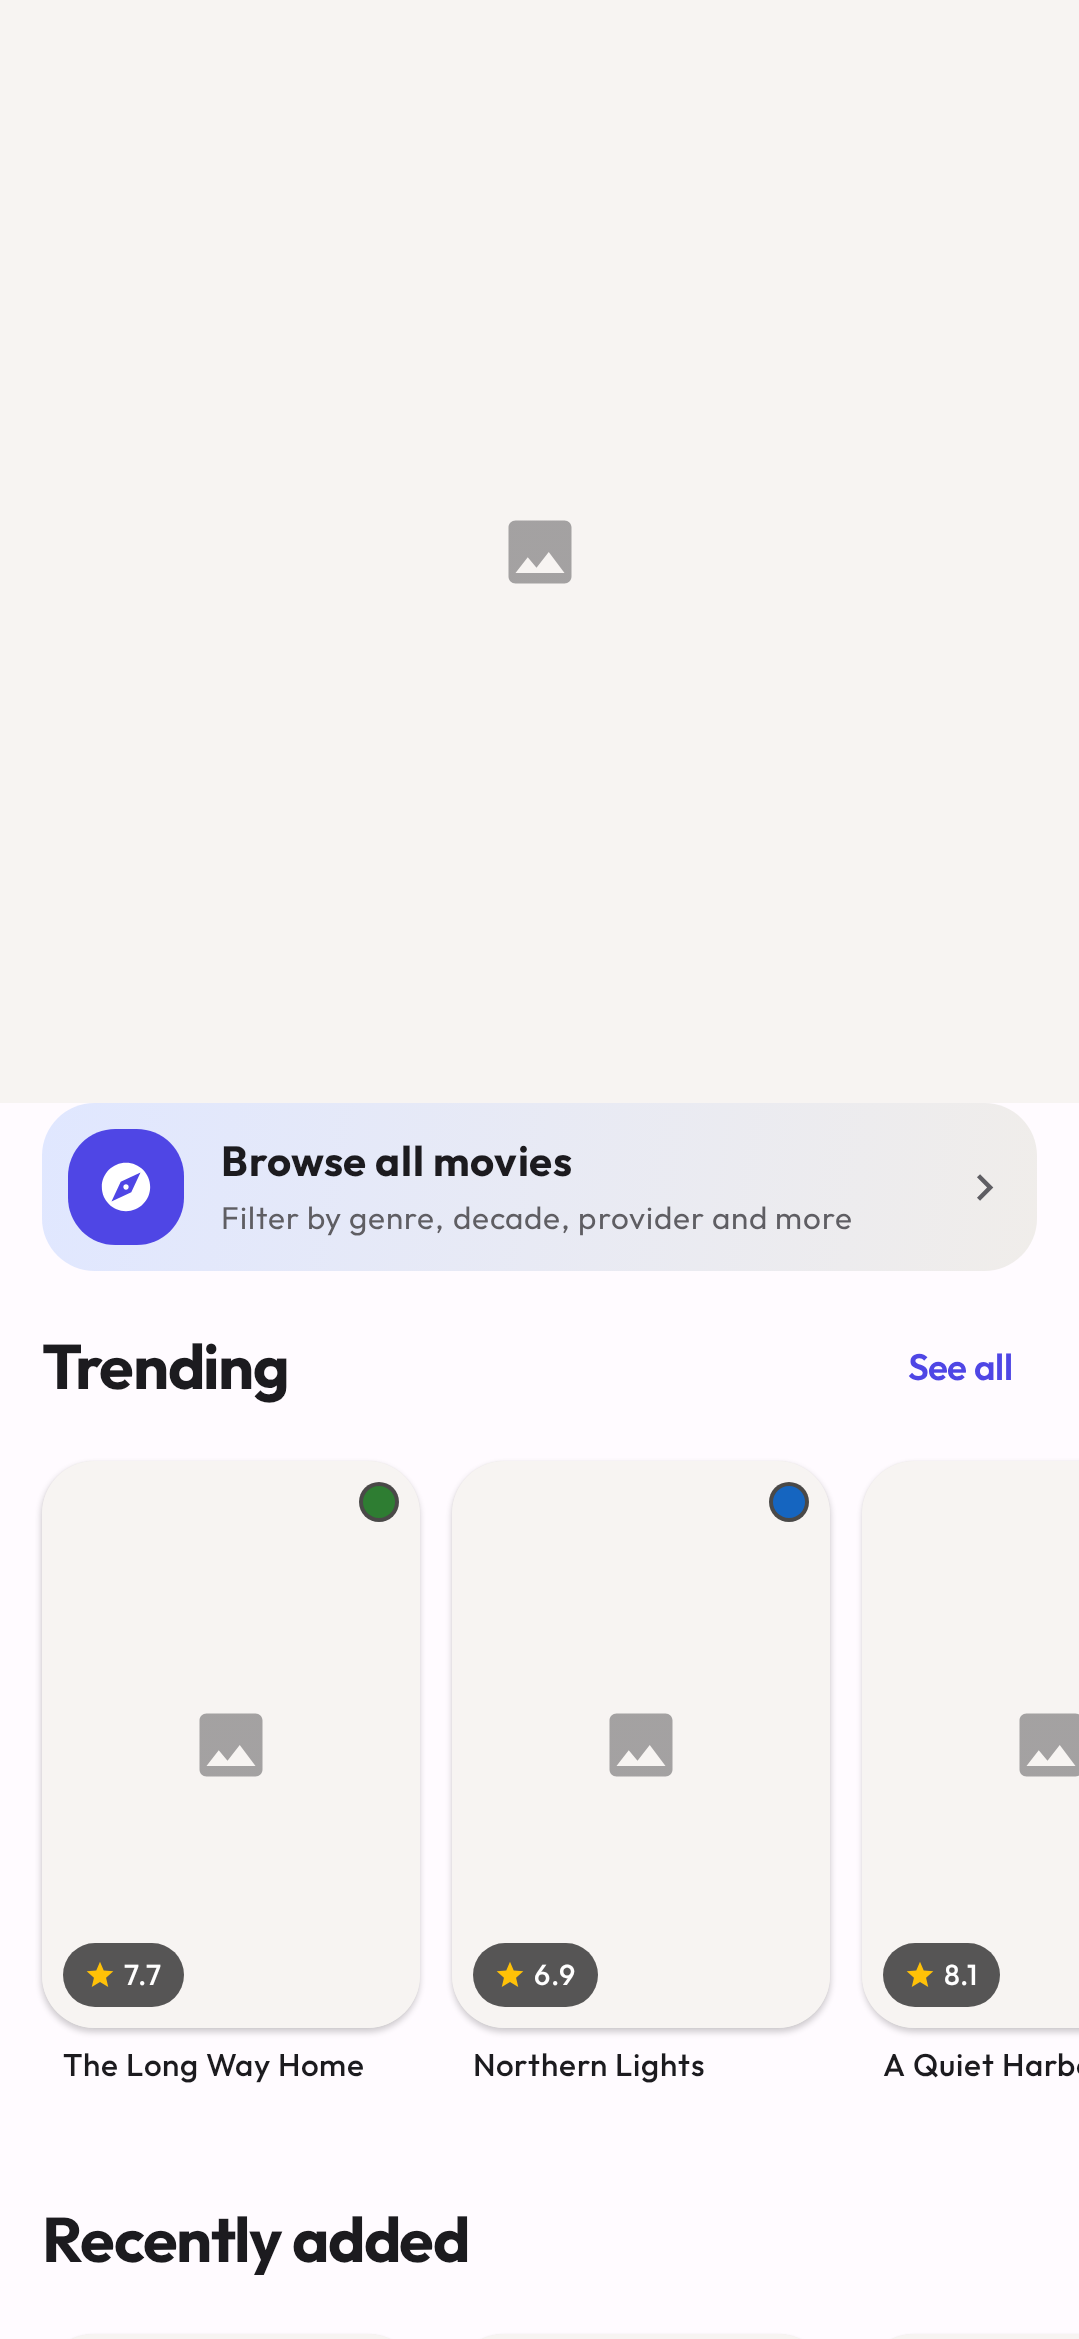 Browse all movies
Filter by genre, decade, provider and more
Trending
See all
7.7
6.9
8.1
The Long Way Home
Northern Lights
A Quiet
Recently added